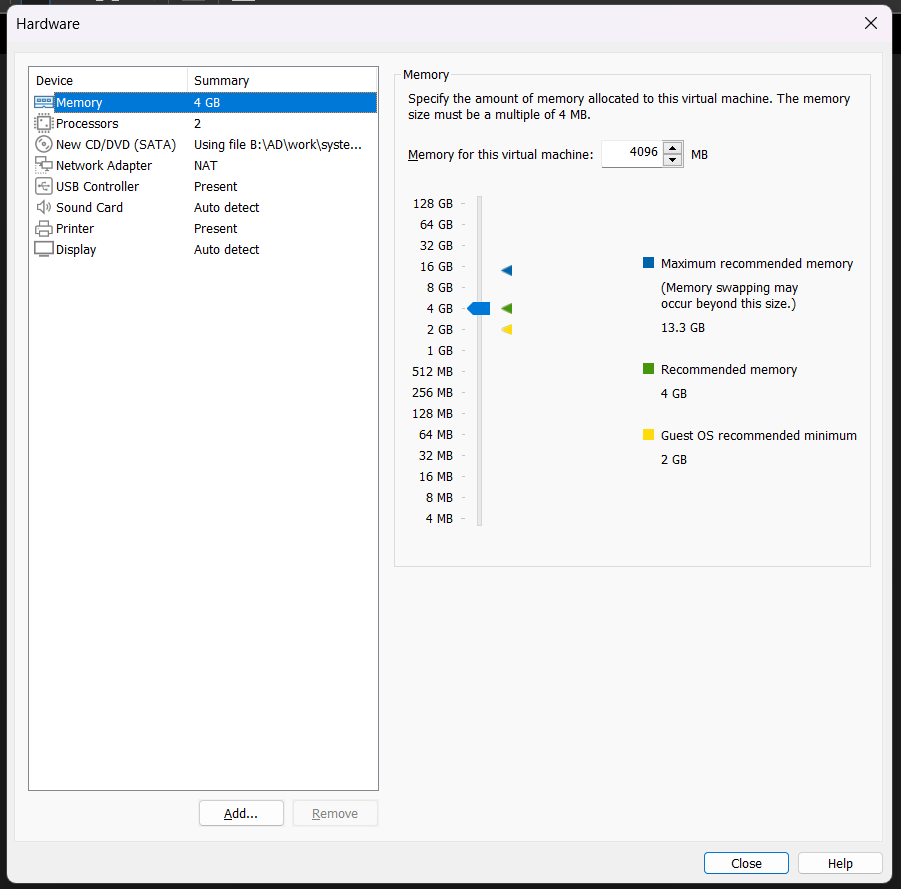 Hardware
Device Summary
Memory 4 GB
Processors 2
New CD/DVD (SATA) Using file B:\AD\work\syste...
Network Adapter NAT
USB Controller Present
Sound Card Auto detect
Printer Present
Display Auto detect
Add...
Remove
Memory
Specify the amount of memory allocated to this virtual machine. The memory
size must be a multiple of 4 MB.
Memory for this virtual machine: 4096 MB
128 GB
64 GB
32 GB
16 GB
8 GB
4 GB
2 GB
1 GB
512 MB
256 MB
128 MB
64 MB
32 MB
16 MB
8 MB
4 MB
Maximum recommended memory
(Memory swapping may
occur beyond this size.)
13.3 GB
Recommended memory
4 GB
Guest OS recommended minimum
2 GB
Close
Help